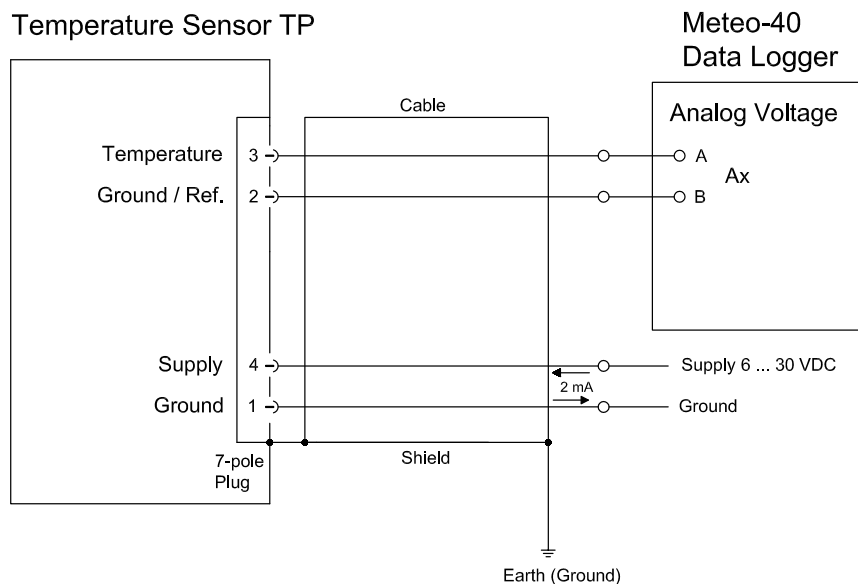 Temperature Sensor TP
Meteo-40
Data Logger
Cable
Analog Voltage
Temperature 3
A
Ax
Ground / Ref. 2
B
Supply 4
Supply 6 ... 30 VDC
2 mA
Ground 1
Ground
7-pole
Plug
Shield
Earth (Ground)